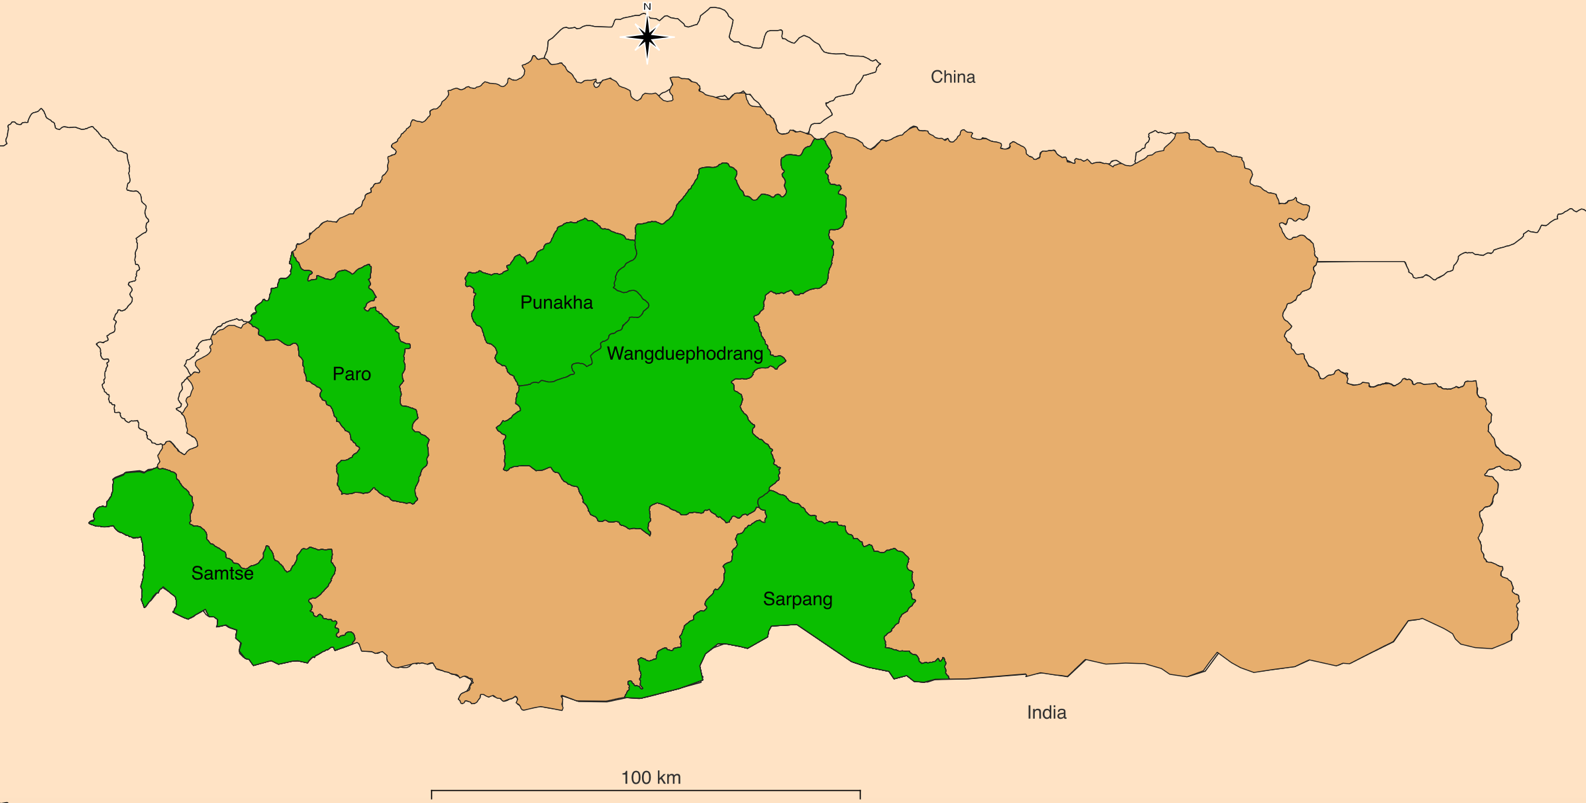 N
China
Punakha
Wangduephodrang
Paro
Samtse
Sarpang
India
100 km